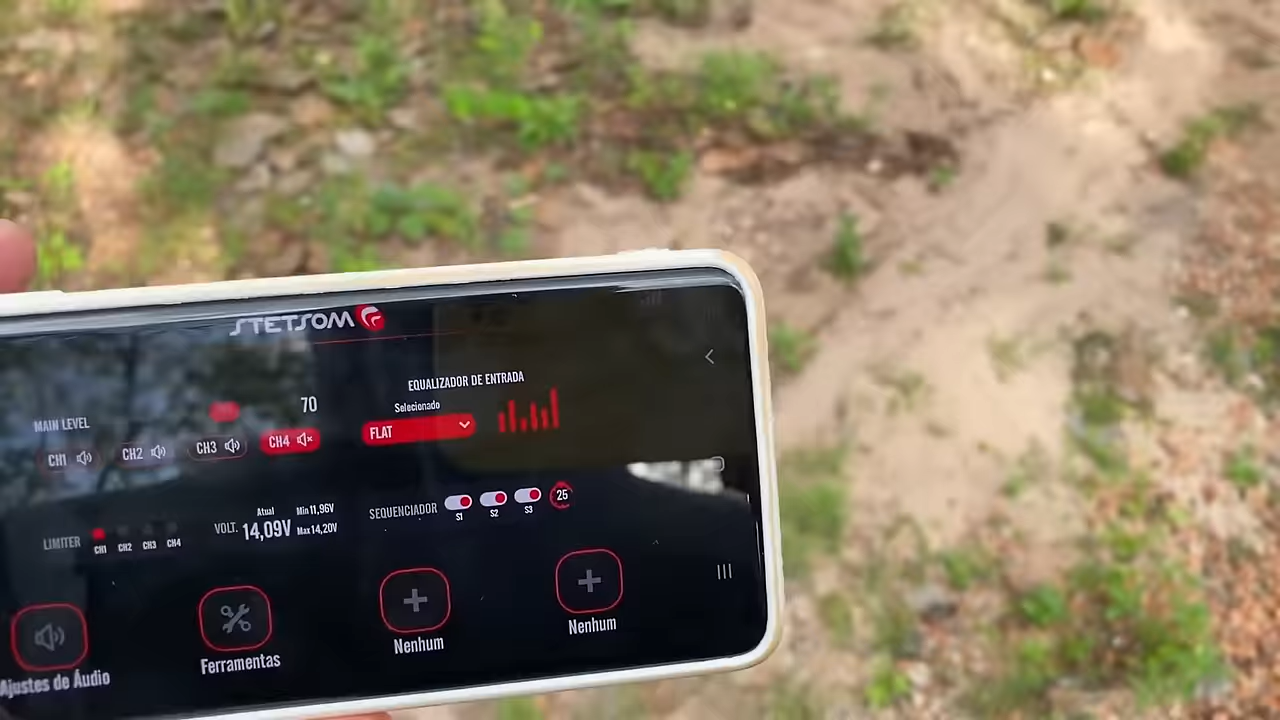 STETSOM
MAIN LEVEL
70
CH1
CH2
CH3
CH4
EQUALIZADOR DE ENTRADA
Selecionado
FLAT
LIMITER
CH1 CH2 CH3 CH4
VOLT.
Atual
14,09V
Min 11,96V
Max 14,20V
SEQUENCIADOR
S1 S2 S3
25
Ajustes de Áudio
Ferramentas
Nenhum
Nenhum